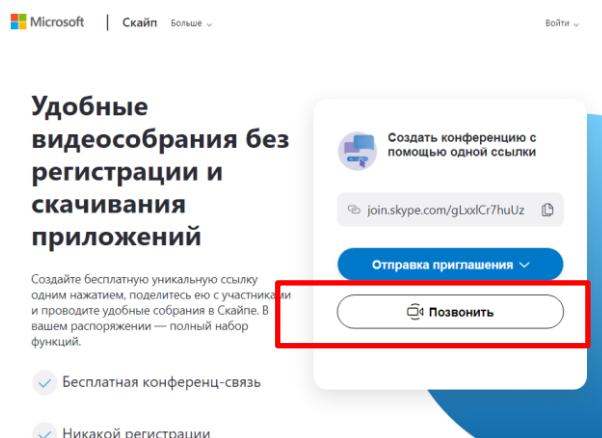 Microsoft
Скайп
Больше
Войти
Удобные
видеособрания без
регистрации и
скачивания
приложений
Создайте бесплатную уникальную ссылку
одним нажатием, поделитесь ею с участниками
и проводите удобные собрания в Скайпе. В
вашем распоряжении — полный набор
функций.
Бесплатная конференц-связь
Никакой регистрации
Создать конференцию с
помощью одной ссылки
join.skype.com/gLxxlCr7huUz
Отправка приглашения
Позвонить